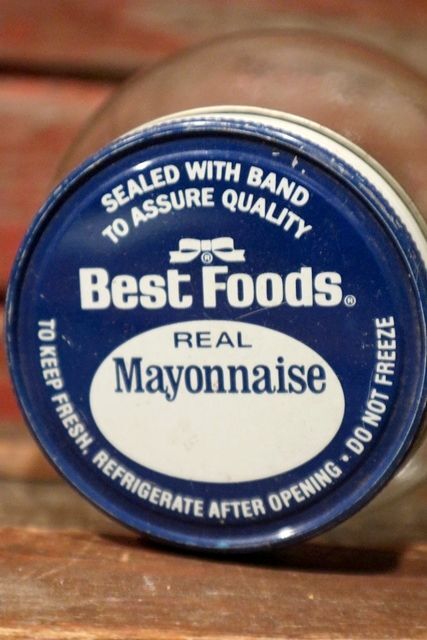 SEALED WITH BAND
TO ASSURE QUALITY
®
Best Foods®
REAL
Mayonnaise
TO KEEP FRESH, REFRIGERATE AFTER OPENING • DO NOT FREEZE